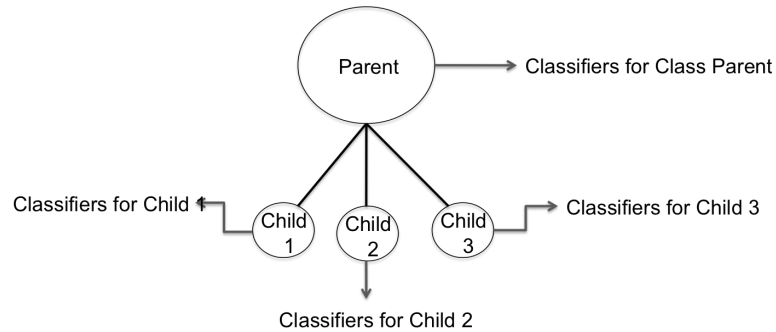 Parent
Classifiers for Class Parent
Classifiers for Child 1
Child
1
Child
2
Child
3
Classifiers for Child 3
Classifiers for Child 2